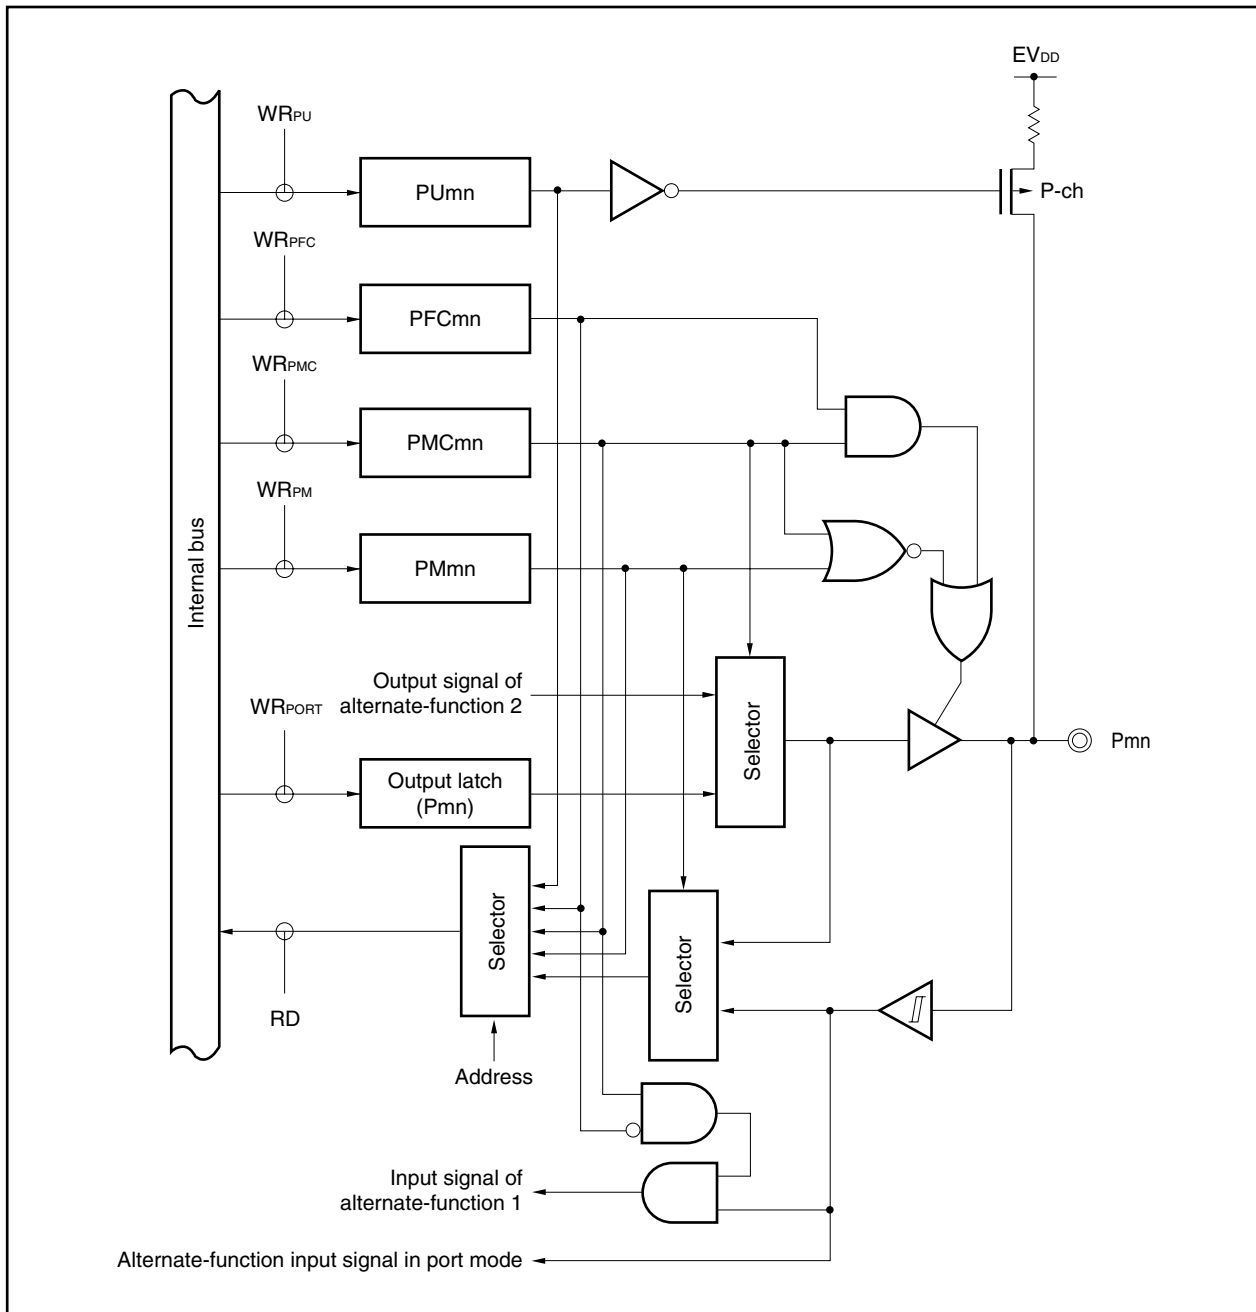 EVDD
WRPU
PUmn
P-ch
WRPFC
PFCmn
WRPMC
PMCmn
WRPM
PMmn
Internal bus
Output signal of
alternate-function 2
WRPORT
Output latch
(Pmn)
Selector
Pmn
Selector
Selector
RD
Address
Input signal of
alternate-function 1
Alternate-function input signal in port mode